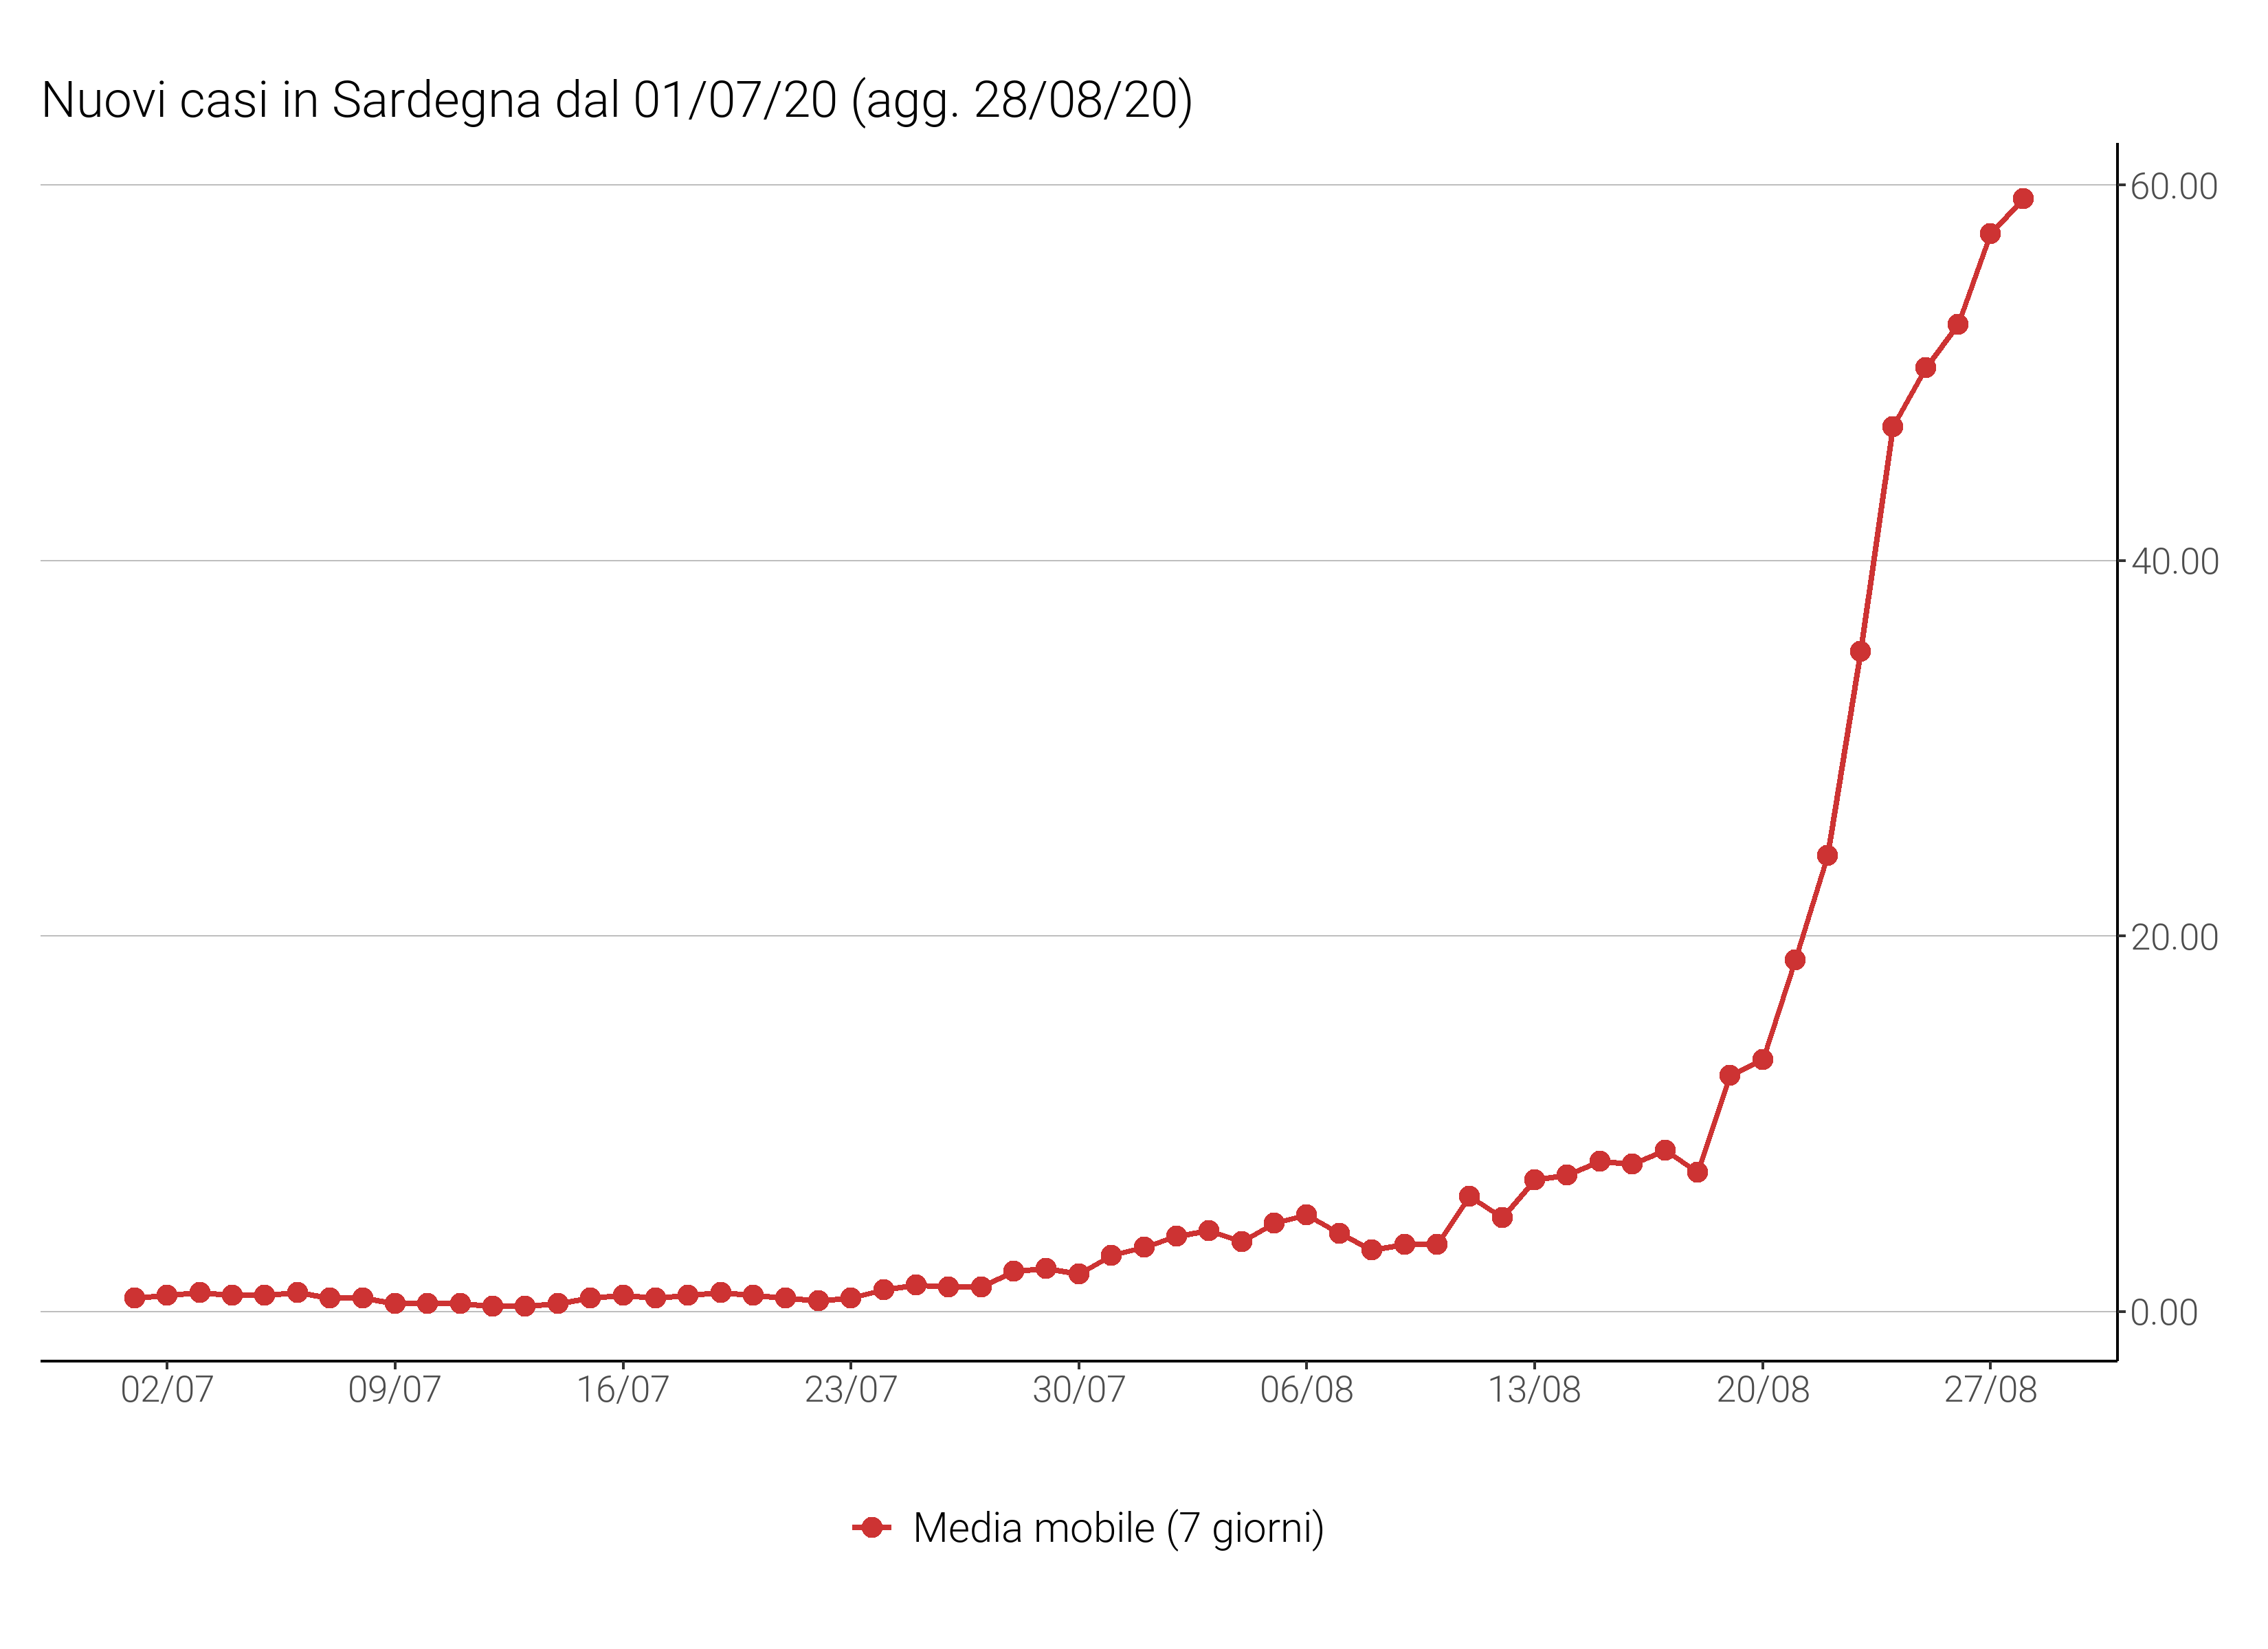 Nuovi casi in Sardegna dal 01/07/20 (agg. 28/08/20)
60.00
40.00
20.00
0.00
02/07 09/07 16/07 23/07 30/07 06/08 13/08 20/08 27/08
Media mobile (7 giorni)